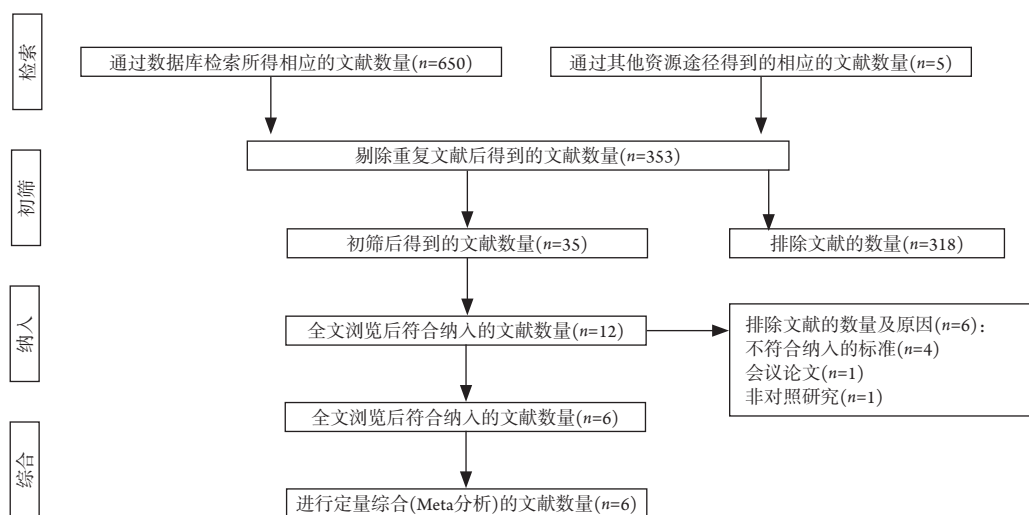 检索
通过数据库检索所得相应的文献数量(n=650)
通过其他资源途径得到的相应的文献数量(n=5)
剔除重复文献后得到的文献数量(n=353)
初筛
初筛后得到的文献数量(n=35)
排除文献的数量(n=318)
纳入
全文浏览后符合纳入的文献数量(n=12)
排除文献的数量及原因(n=6)：
不符合纳入的标准(n=4)
会议论文(n=1)
非对照研究(n=1)
全文浏览后符合纳入的文献数量(n=6)
综合
进行定量综合(Meta分析)的文献数量(n=6)